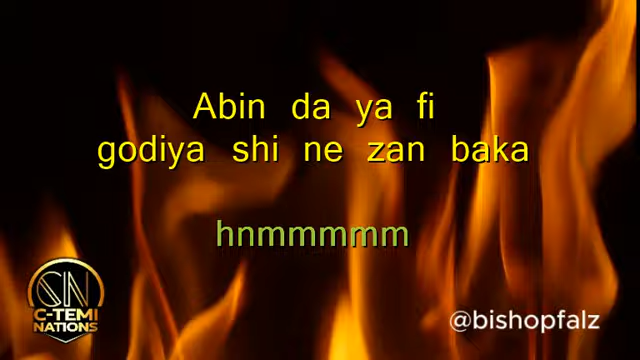 Abin da ya fi
godiya shi ne zan baka
hnmmmmm
C-TEMI
NATIONS
@bishopfalz